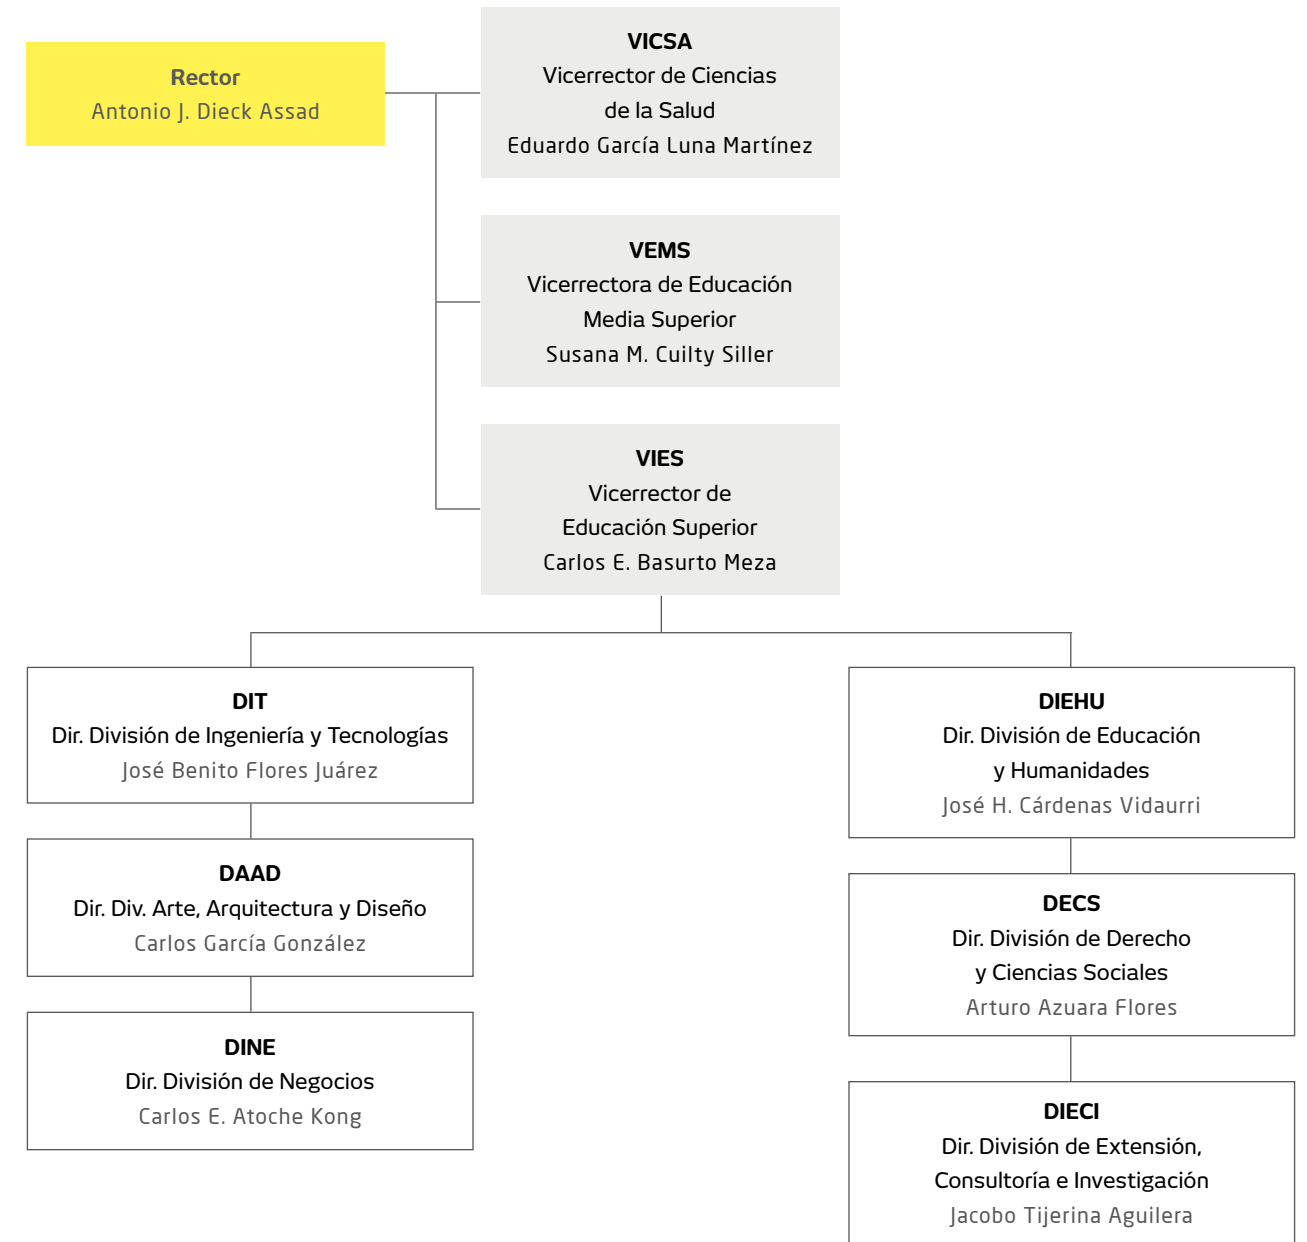 Rector
Antonio J. Dieck Assad
VICSA
Vicerrector de Ciencias
de la Salud
Eduardo García Luna Martínez
VEMS
Vicerrectora de Educación
Media Superior
Susana M. Cuilty Siller
VIES
Vicerrector de
Educación Superior
Carlos E. Basurto Meza
DIT
Dir. División de Ingeniería y Tecnologías
José Benito Flores Juárez
DAAD
Dir. Div. Arte, Arquitectura y Diseño
Carlos García González
DINE
Dir. División de Negocios
Carlos E. Atoche Kong
DIEHU
Dir. División de Educación
y Humanidades
José H. Cárdenas Vidaurri
DECS
Dir. División de Derecho
y Ciencias Sociales
Arturo Azuara Flores
DIECI
Dir. División de Extensión,
Consultoría e Investigación
Jacobo Tijerina Aguilera